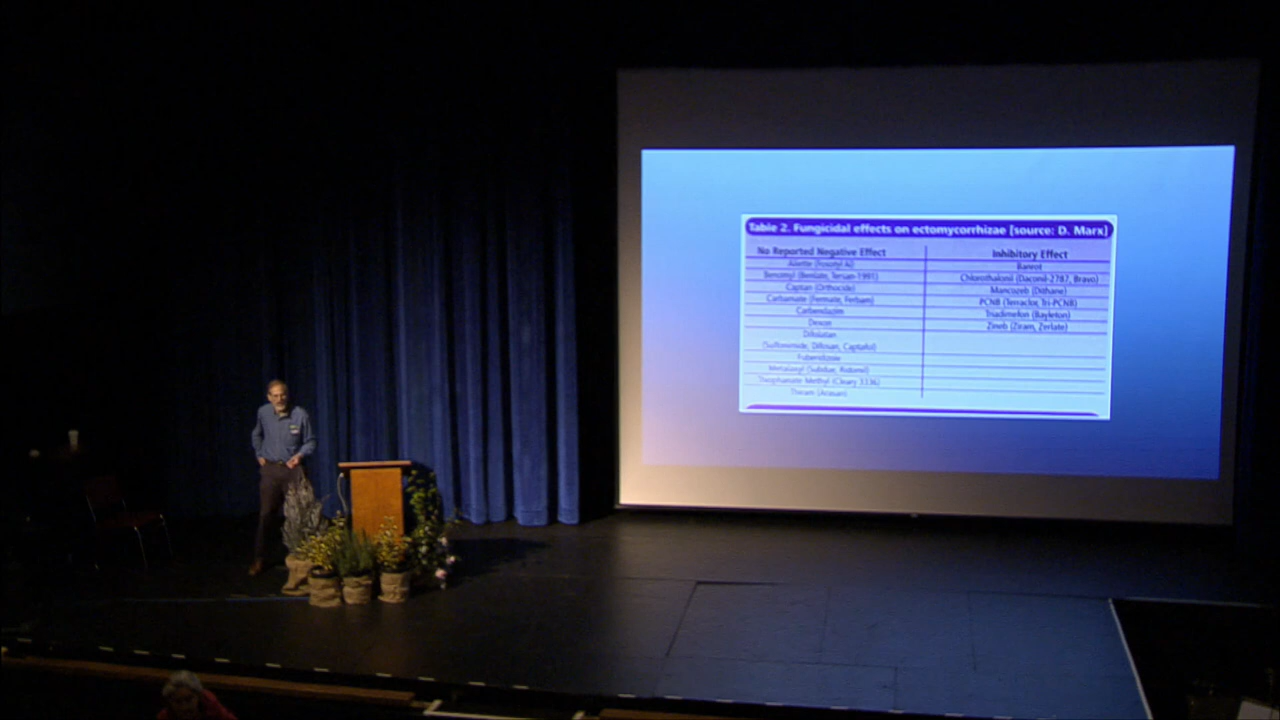 Table 2. Fungicidal effects on ectomycorrhizae [source: D. Marx]
No Reported Negative Effect
Aliette (Fosetyl Al)
Benomyl (Benlate, Tersan-1991)
Captan (Orthocide)
Carbamate (Fermate, Ferbam)
Carbendazim
Dexon
Difolatan
(Sulfonimide, Difosan, Captafol)
Fuberidizole
Metalaxyl (Subdue, Ridomil)
Thiophanate Methyl (Cleary 3336)
Thiram (Arasan)
Inhibitory Effect
Banrot
Chlorothalonil (Daconil-2787, Bravo)
Mancozeb (Dithane)
PCNB (Terraclor, Tri-PCNB)
Triadimefon (Bayleton)
Zineb (Ziram, Zerlate)